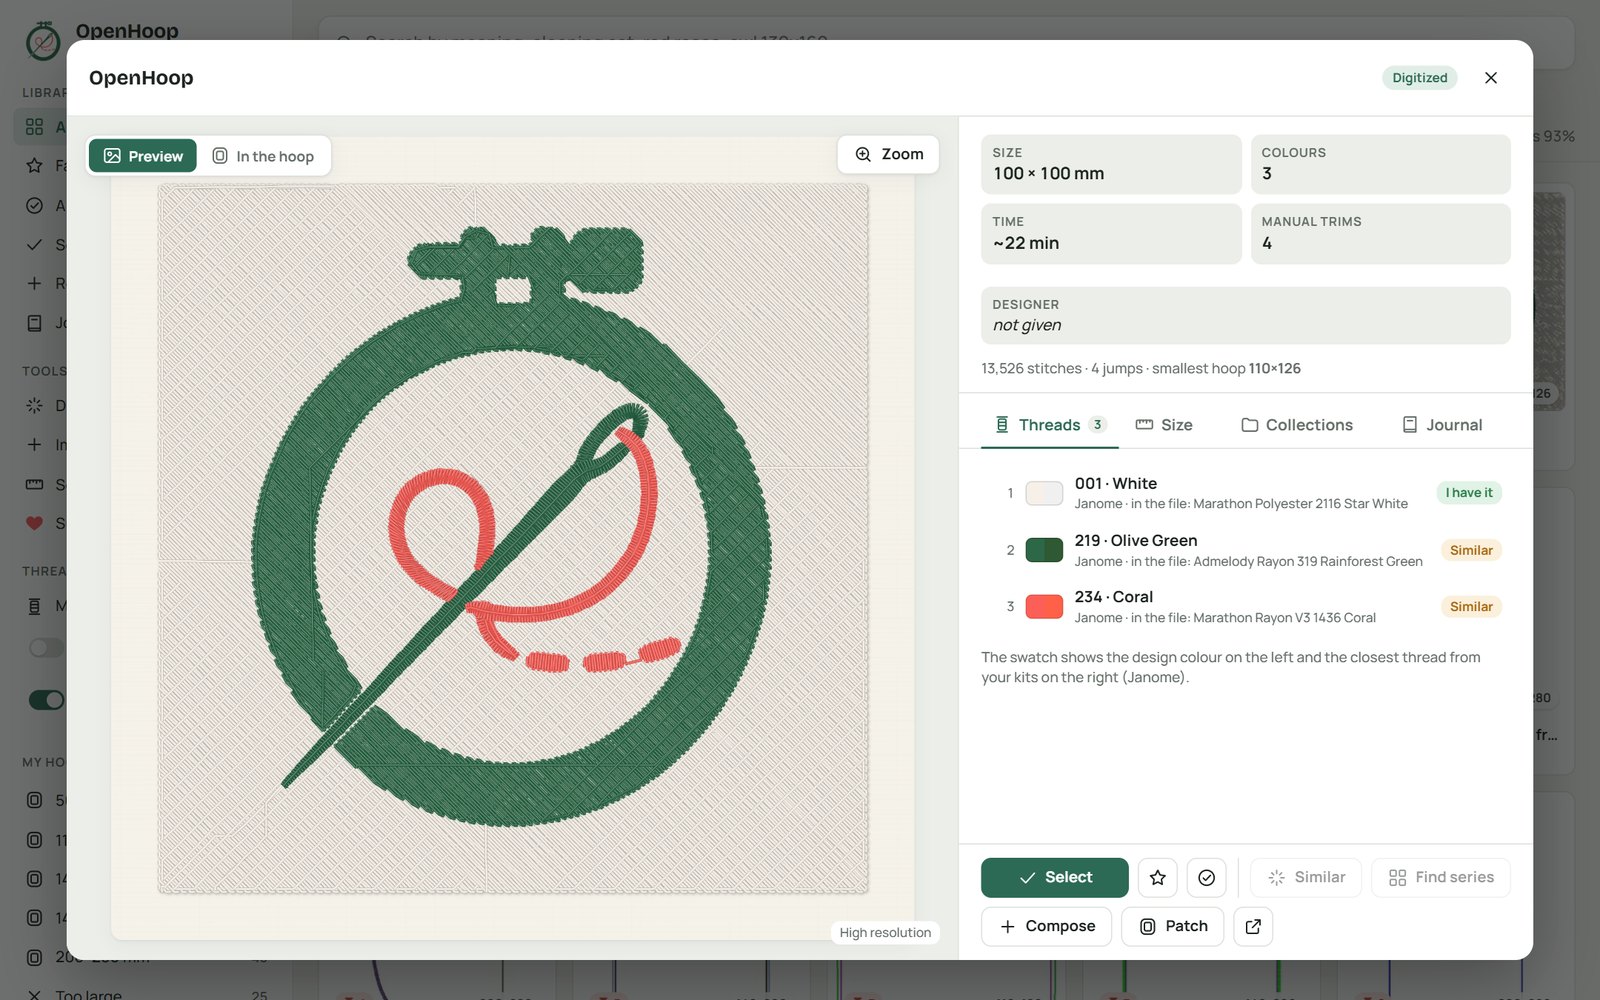 OpenHoop
OpenHoop
Digitized
Preview
In the hoop
Zoom
High resolution
SIZE
100 × 100 mm
COLOURS
3
TIME
~22 min
MANUAL TRIMS
4
DESIGNER
not given
13,526 stitches · 4 jumps · smallest hoop 110×126
Threads 3
Size
Collections
Journal
1
001 · White
Janome · in the file: Marathon Polyester 2116 Star White
I have it
2
219 · Olive Green
Janome · in the file: Admelody Rayon 319 Rainforest Green
Similar
3
234 · Coral
Janome · in the file: Marathon Rayon V3 1436 Coral
Similar
The swatch shows the design colour on the left and the closest thread from
your kits on the right (Janome).
Select
Similar
Find series
Compose
Patch
TOOLS
Too large
25
93%